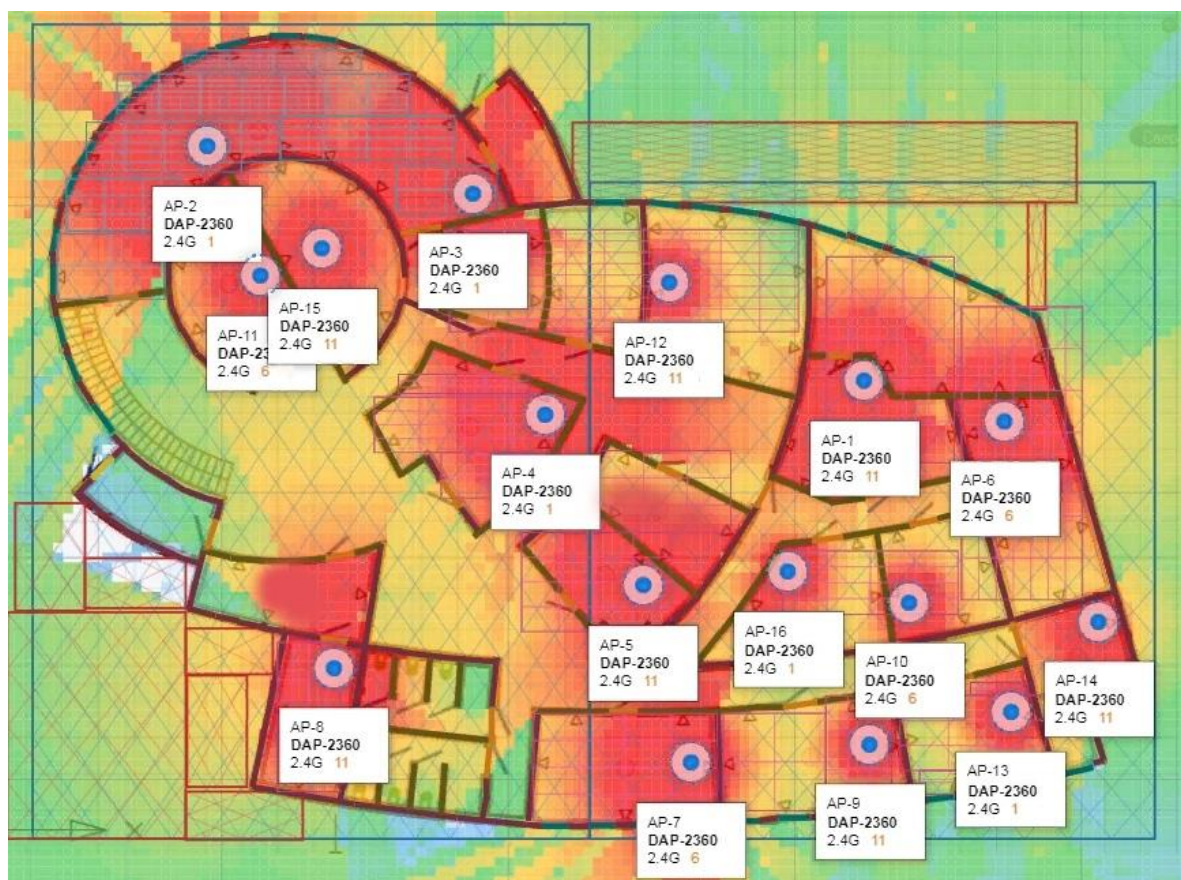 AP-2
DAP-2360
2.4G 1
AP-3
DAP-2360
2.4G 1
AP-15
DAP-2360
2.4G 11
AP-11
2.4G 6
AP-12
DAP-2360
2.4G 11
AP-1
DAP-2360
2.4G 11
AP-4
DAP-2360
2.4G 1
AP-6
DAP-2360
2.4G 6
AP-5
DAP-2360
2.4G 11
AP-16
DAP-2360
2.4G 1
AP-10
DAP-2360
2.4G 6
AP-14
DAP-2360
2.4G 11
AP-8
DAP-2360
2.4G 11
AP-13
DAP-2360
2.4G 1
AP-9
DAP-2360
2.4G 11
AP-7
DAP-2360
2.4G 6